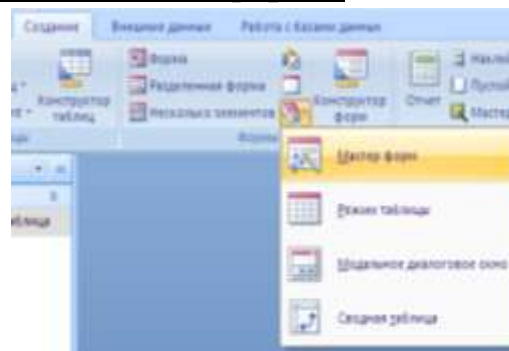 Создание Внешние данные Работа с базами данных
Форма
Разделенная форма
Несколько элементов
Конструктор таблиц
Конструктор форм
Отчет
Формы
Мастер форм
Режим таблицы
Модальное диалоговое окно
Сводная таблица